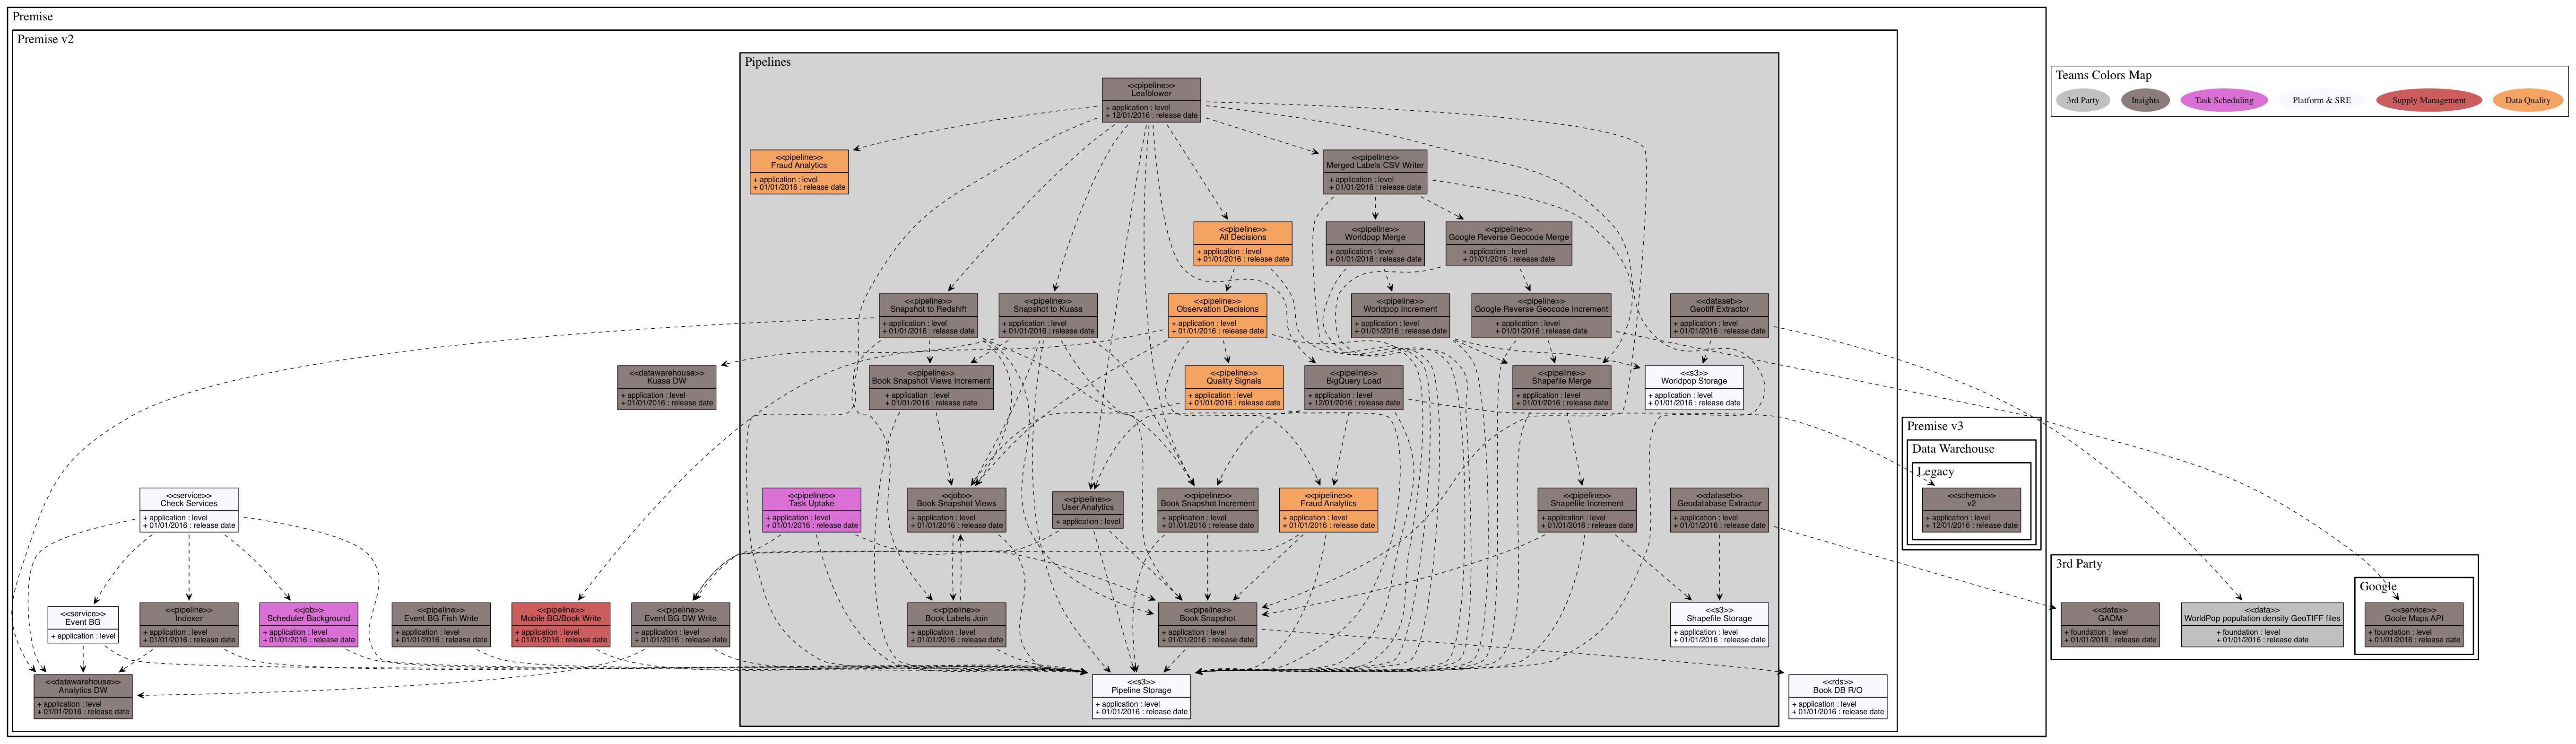 Premise
Premise v2
Pipelines
<<pipeline>>
Leafblower
+ application : level
+ 12/01/2016 : release date
Teams Colors Map
3rd Party
Insights
Task Scheduling
Platform & SRE
Supply Management
Data Quality
<<pipeline>>
Fraud Analytics
+ application : level
+ 01/01/2016 : release date
<<pipeline>>
Merged Labels CSV Writer
+ application : level
+ 01/01/2016 : release date
<<pipeline>>
All Decisions
+ application : level
+ 01/01/2016 : release date
<<pipeline>>
Worldpop Merge
+ application : level
+ 01/01/2016 : release date
<<pipeline>>
Google Reverse Geocode Merge
+ application : level
+ 01/01/2016 : release date
<<pipeline>>
Snapshot to Redshift
+ application : level
+ 01/01/2016 : release date
<<pipeline>>
Snapshot to Kuasa
+ application : level
+ 01/01/2016 : release date
<<pipeline>>
Observation Decisions
+ application : level
+ 01/01/2016 : release date
<<pipeline>>
Worldpop Increment
+ application : level
+ 01/01/2016 : release date
<<pipeline>>
Google Reverse Geocode Increment
+ application : level
+ 01/01/2016 : release date
<<dataset>>
Geotiff Extractor
+ application : level
+ 01/01/2016 : release date
<<datawarehouse>>
Kuasa DW
+ application : level
+ 01/01/2016 : release date
<<pipeline>>
Book Snapshot Views Increment
+ application : level
+ 01/01/2016 : release date
<<pipeline>>
Quality Signals
+ application : level
+ 01/01/2016 : release date
<<pipeline>>
BigQuery Load
+ application : level
+ 12/01/2016 : release date
<<pipeline>>
Shapefile Merge
+ application : level
+ 01/01/2016 : release date
<<s3>>
Worldpop Storage
+ application : level
+ 01/01/2016 : release date
Premise v3
Data Warehouse
Legacy
<<schema>>
v2
+ application : level
+ 12/01/2016 : release date
<<service>>
Check Services
+ application : level
+ 01/01/2016 : release date
<<pipeline>>
Task Uptake
+ application : level
+ 01/01/2016 : release date
<<job>>
Book Snapshot Views
+ application : level
+ 01/01/2016 : release date
<<pipeline>>
User Analytics
+ application : level
<<pipeline>>
Book Snapshot Increment
+ application : level
+ 01/01/2016 : release date
<<pipeline>>
Fraud Analytics
+ application : level
+ 01/01/2016 : release date
<<pipeline>>
Shapefile Increment
+ application : level
+ 01/01/2016 : release date
<<dataset>>
Geodatabase Extractor
+ application : level
+ 01/01/2016 : release date
3rd Party
Google
<<service>>
Event BG
+ application : level
<<pipeline>>
Indexer
+ application : level
+ 01/01/2016 : release date
<<job>>
Scheduler Background
+ application : level
+ 01/01/2016 : release date
<<pipeline>>
Event BG Fish Write
+ application : level
+ 01/01/2016 : release date
<<pipeline>>
Mobile BG/Book Write
+ application : level
+ 01/01/2016 : release date
<<pipeline>>
Event BG DW Write
+ application : level
+ 01/01/2016 : release date
<<pipeline>>
Book Labels Join
+ application : level
+ 01/01/2016 : release date
<<pipeline>>
Book Snapshot
+ application : level
+ 01/01/2016 : release date
<<s3>>
Shapefile Storage
+ application : level
+ 01/01/2016 : release date
<<data>>
GADM
+ foundation : level
+ 01/01/2016 : release date
<<data>>
WorldPop population density GeoTIFF files
+ foundation : level
+ 01/01/2016 : release date
<<service>>
Goole Maps API
+ foundation : level
+ 01/01/2016 : release date
<<datawarehouse>>
Analytics DW
+ application : level
+ 01/01/2016 : release date
<<s3>>
Pipeline Storage
+ application : level
+ 01/01/2016 : release date
<<rds>>
Book DB R/O
+ application : level
+ 01/01/2016 : release date